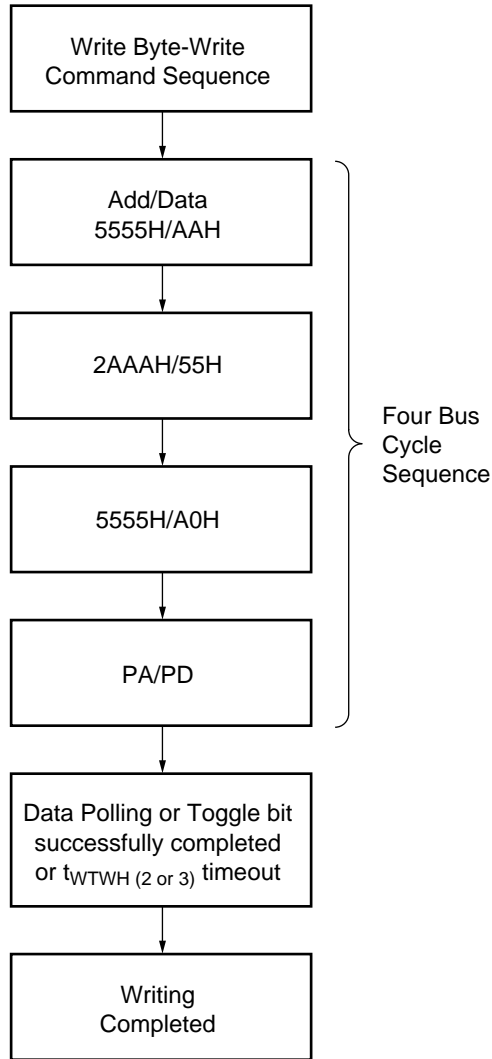 Write Byte-Write
Command Sequence
Add/Data
5555H/AAH
2AAAH/55H
5555H/A0H
PA/PD
Four Bus
Cycle
Sequence
Data Polling or Toggle bit
successfully completed
or tWTWH (2 or 3) timeout
Writing
Completed